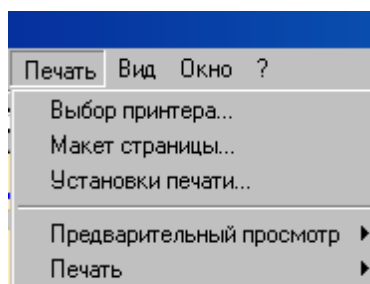 Печать Вид Окно ?
Выбор принтера...
Макет страницы...
Установки печати...
Предварительный просмотр
Печать